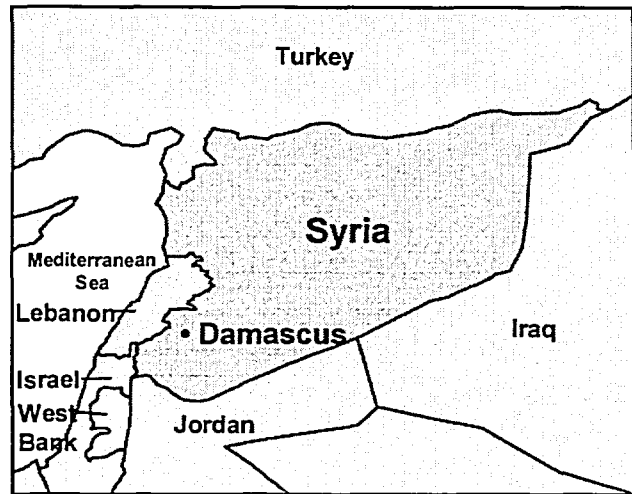 Turkey
Syria
Mediterranean
Sea
Lebanon
Damascus
Iraq
Israel
West
Bank
Jordan